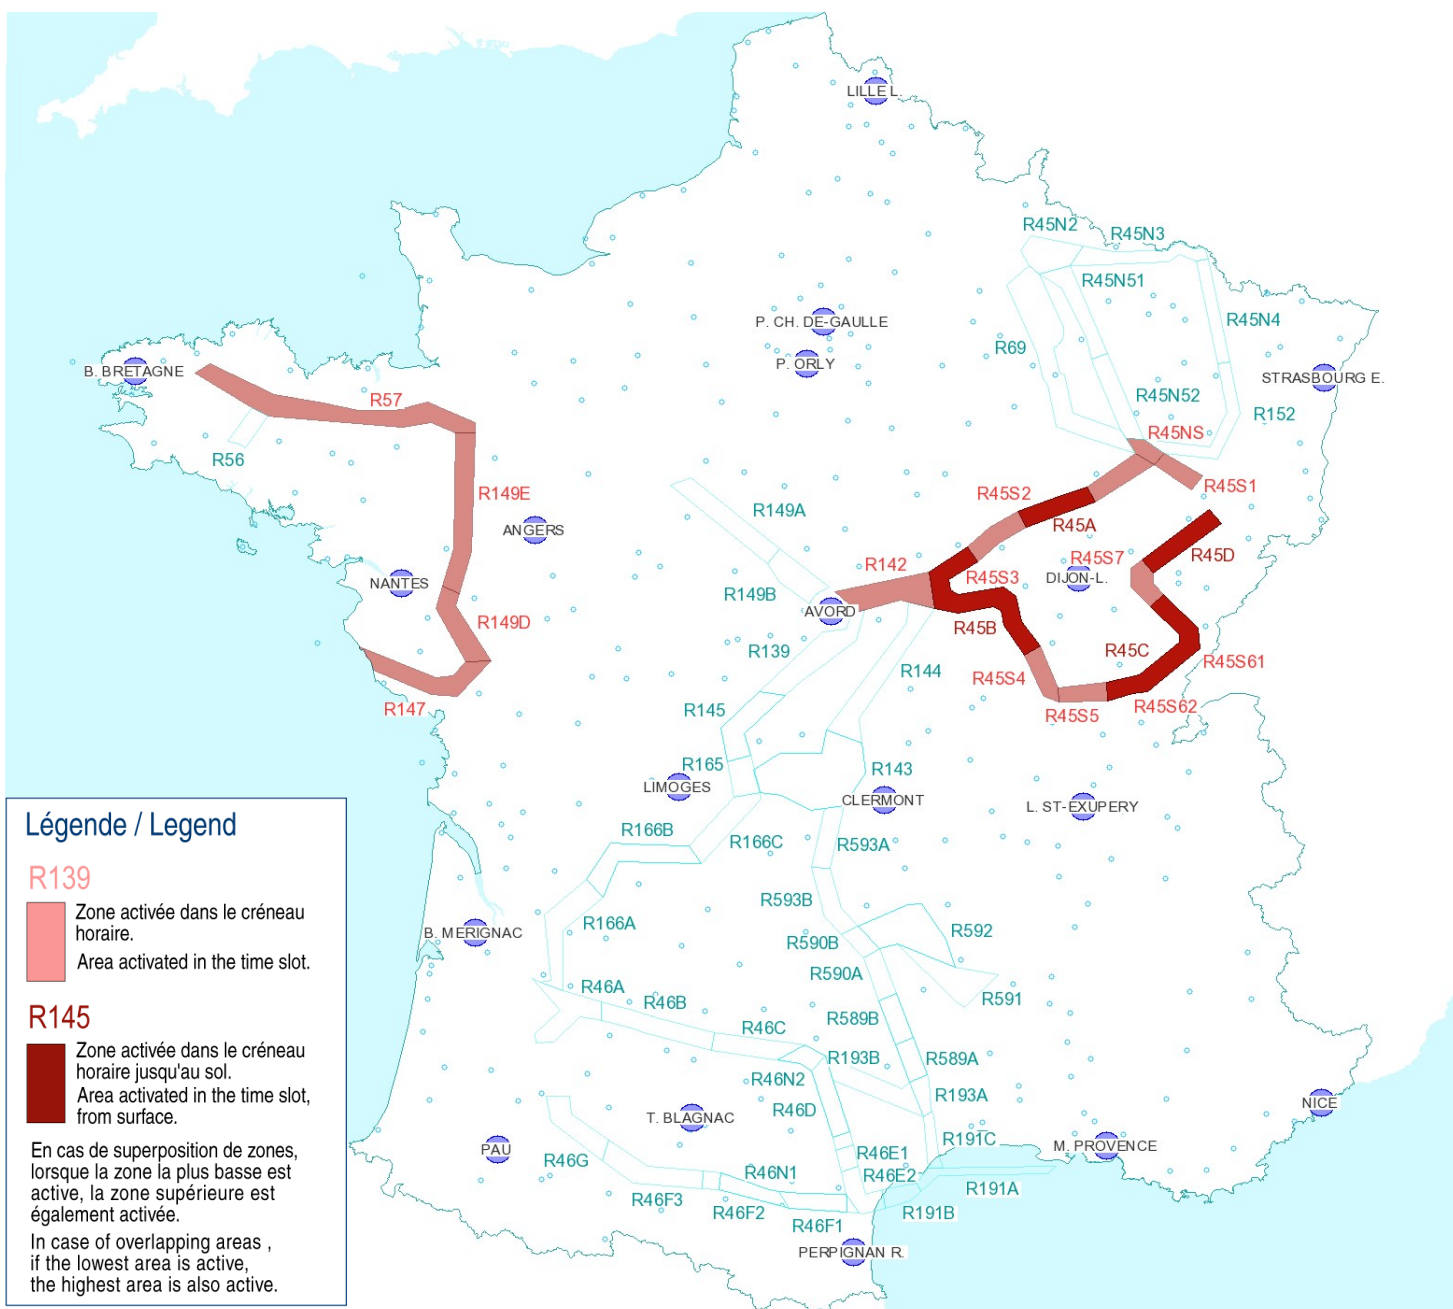 LILLE L.
R45N2
R45N3
R45N51
P. CH. DE-GAULLE
R45N4
R69
P. ORLY
B. BRETAGNE
STRASBOURG E.
R57
R45N52
R152
R45NS
R56
R45S1
R149E
R45S2
R149A
ANGERS
R45A
R45S7
R45D
R142
R45S3
DIJON-L.
NANTES
R149B
AVORD
R149D
R45B
R139
R45C
R45S61
R144
R45S4
R147
R145
R45S5
R45S62
R165
R143
LIMOGES
CLERMONT
L. ST-EXUPERY
R166B
R166C
R593A
R593B
R166A
B. MERIGNAC
R590B
R592
R590A
R46A
R591
R46B
R589B
R46C
R193B
R589A
R46N2
R193A
R46D
NICE
T. BLAGNAC
R191C
M. PROVENCE
PAU
R46E1
R46G
R46N1
R46E2
R191A
R46F3
R46F2
R191B
R46F1
PERPIGNAN R.
Légende / Legend
R139
Zone activée dans le créneau
horaire.
Area activated in the time slot.
R145
Zone activée dans le créneau
horaire jusqu'au sol.
Area activated in the time slot,
from surface.
En cas de superposition de zones,
lorsque la zone la plus basse est
active, la zone supérieure est
également activée.
In case of overlapping areas ,
if the lowest area is active,
the highest area is also active.